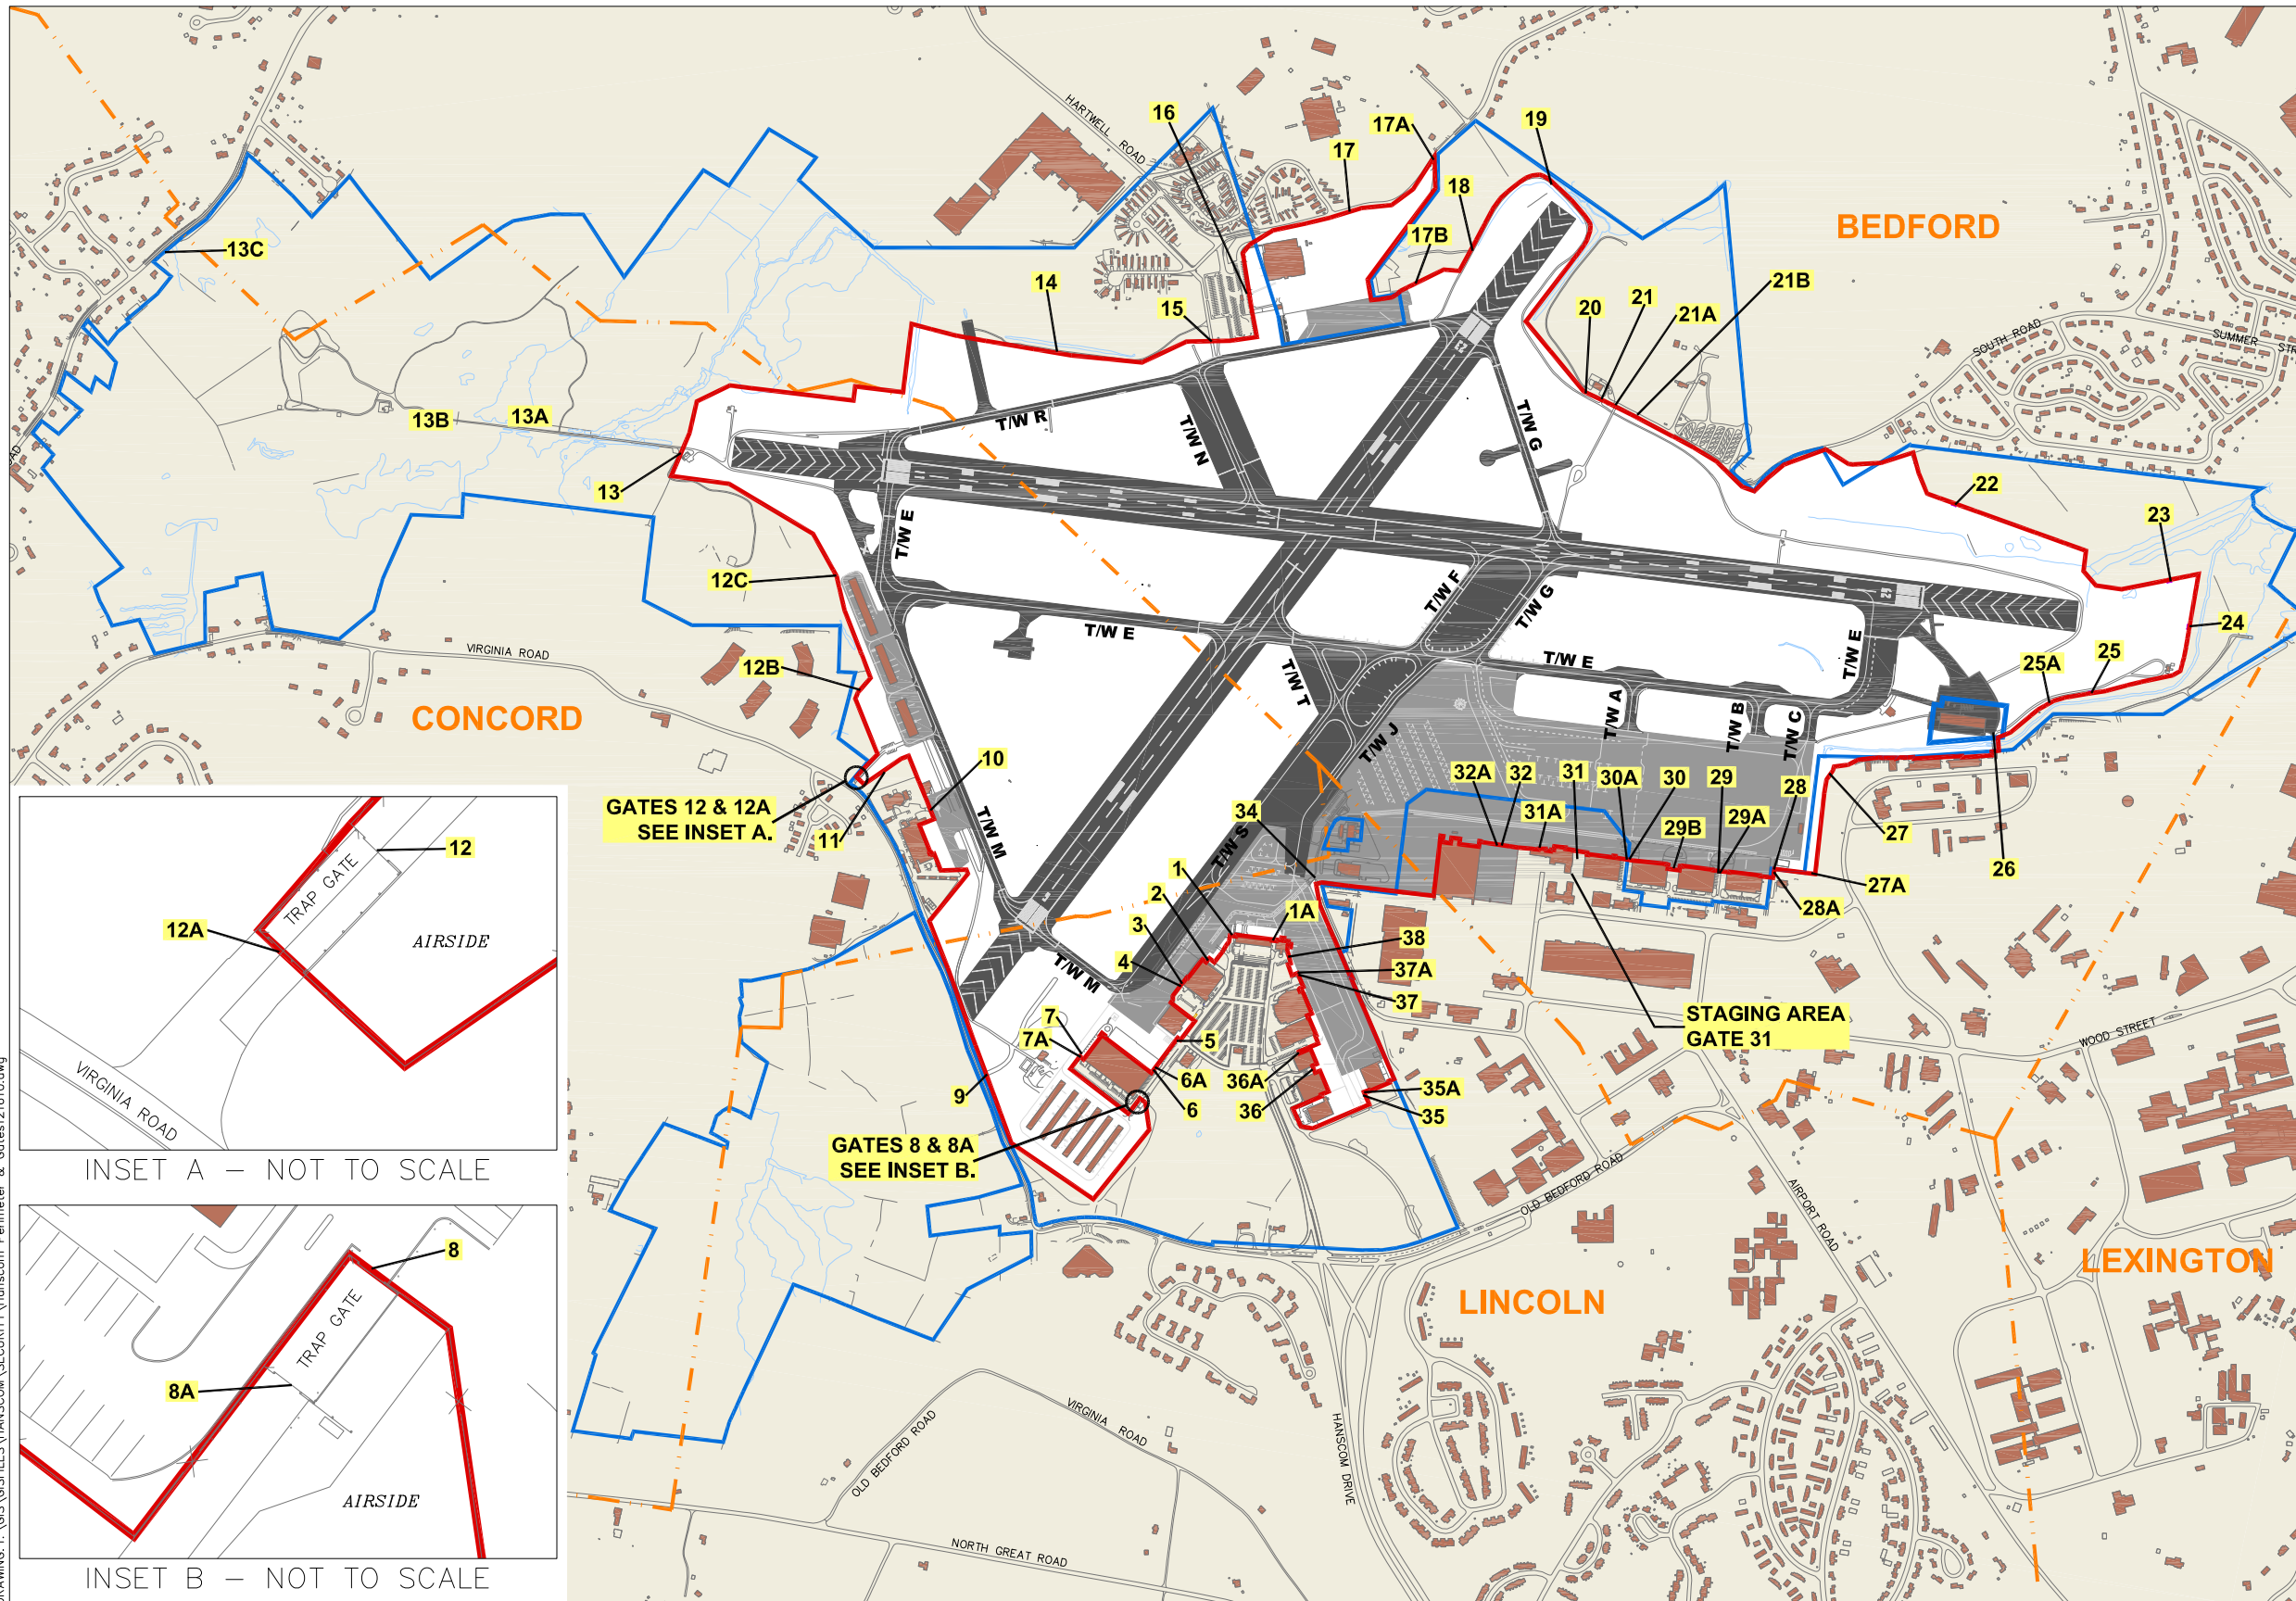 HARTWELL
ROAD
16
17A
19
17
18
17B
BEDFORD
13C
14
15
20
21
21A
21B
SOUTH ROAD
SUMMER
13B
13A
T/W R
T/W N
T/W G
13
22
23
T/W E
12C
T/W F
T/W G
24
VIRGINIA ROAD
T/W E
T/W E
T/W E
12B
25A
25
T/W T
T/W A
T/W B
T/W C
CONCORD
T/W J
10
32A
32
31
30A
30
29
28
GATES 12 & 12A
SEE INSET A.
11
T/W M
34
31A
29B
29A
27
T/W S
26
1
27A
2
28A
1A
12
TRAP GATE
12A
AIRSIDE
VIRGINIA ROAD
INSET A – NOT TO SCALE
3
4
38
37A
37
T/W M
7
7A
5
STAGING AREA
GATE 31
WOOD STREET
9
6A
6
36A
36
35A
35
GATES 8 & 8A
SEE INSET B.
OLD BEDFORD ROAD
AIRPORT ROAD
8
TRAP GATE
8A
AIRSIDE
INSET B – NOT TO SCALE
LEXINGTON
LINCOLN
VIRGINIA ROAD
OLD BEDFORD ROAD
HANSCOM DRIVE
NORTH GREAT ROAD